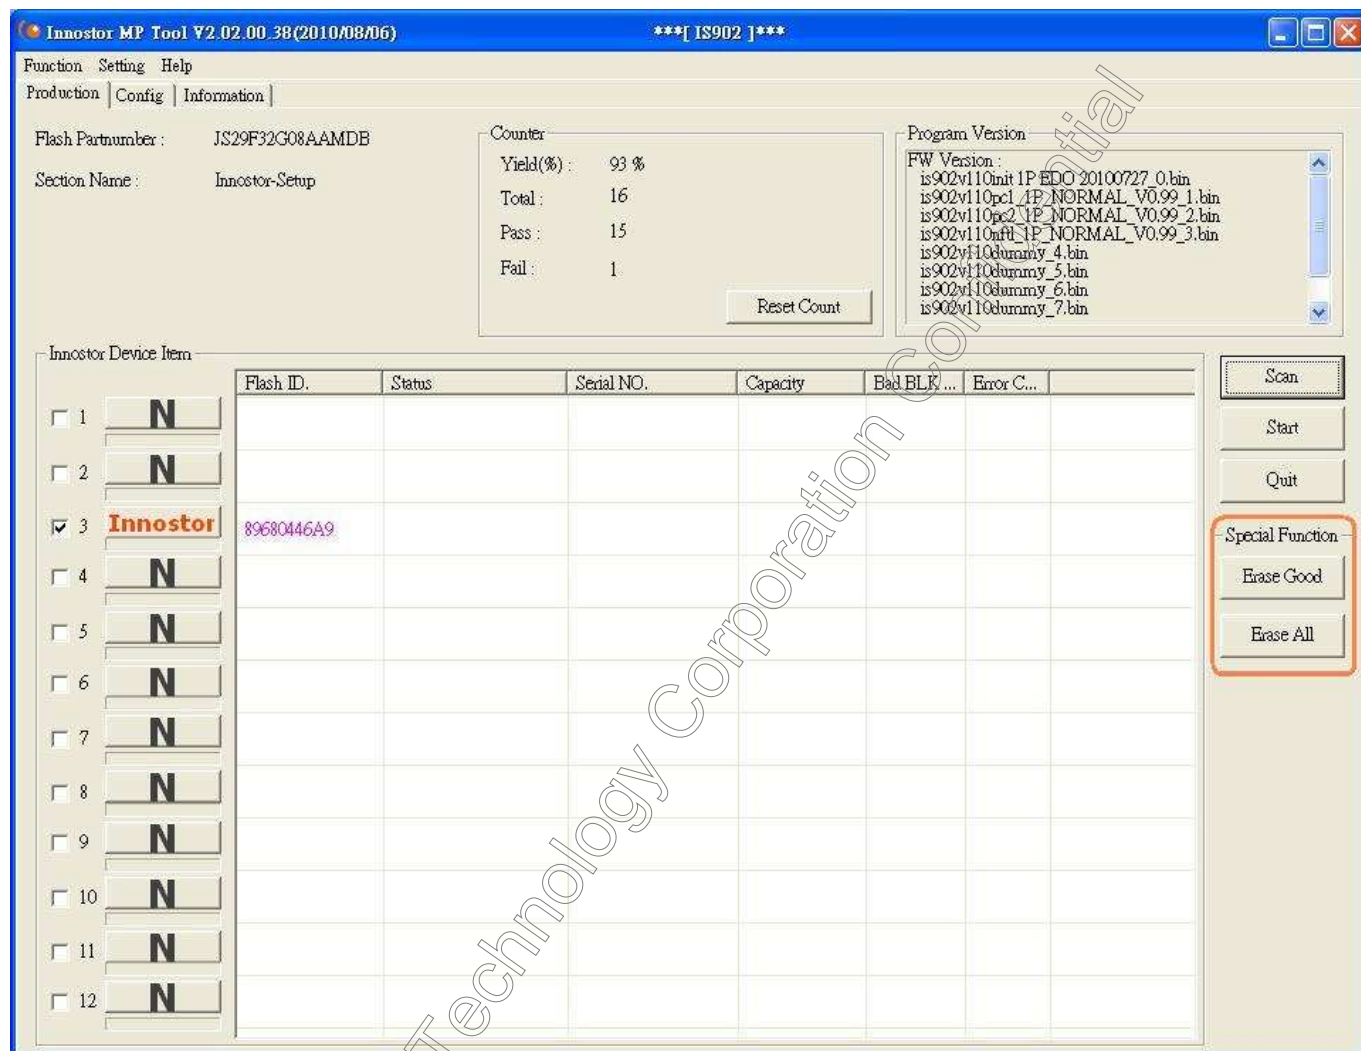 Innostor MP Tool V2.02.00.38(2010/08/06) ***[ IS902 ]***
Function Setting Help
Production Config Information
Flash Partnumber : JS29F32G08AAMDB
Section Name : Innostor-Setup
Counter
Yield(%) : 93 %
Total : 16
Pass : 15
Fail : 1
Reset Count
Program Version
FW Version :
is902v110init 1P EDO 20100727_0.bin
is902v110pc1_1P_NORMAL_V0.99_1.bin
is902v110pc2_1P_NORMAL_V0.99_2.bin
is902v110nftl_1P_NORMAL_V0.99_3.bin
is902v110dummy_4.bin
is902v110dummy_5.bin
is902v110dummy_6.bin
is902v110dummy_7.bin
Innostor Device Item
Flash ID. Status Serial NO. Capacity Bad BLK ... Error C...
1 N
2 N
3 Innostor 89680446A9
4 N
5 N
6 N
7 N
8 N
9 N
10 N
11 N
12 N
Scan
Start
Quit
Special Function
Erase Good
Erase All
Technology Corporation Confidential